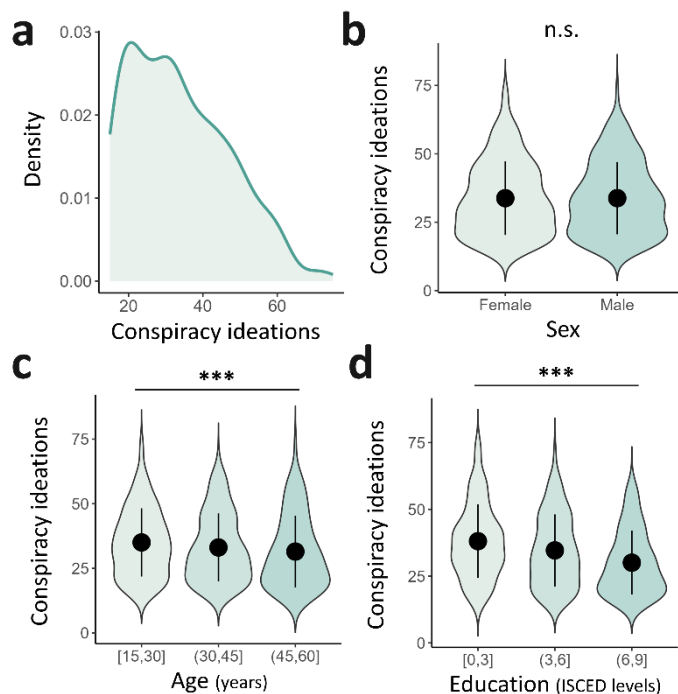 a
0.03
0.02
0.01
0.00
Density
20 40 60
Conspiracy ideations
b
n.s.
75
50
25
0
Conspiracy ideations
Female Male
Sex
c
***
75
50
25
0
Conspiracy ideations
[15,30] (30,45] (45,60]
Age (years)
d
***
75
50
25
0
Conspiracy ideations
[0,3] (3,6] (6,9]
Education (ISCED levels)